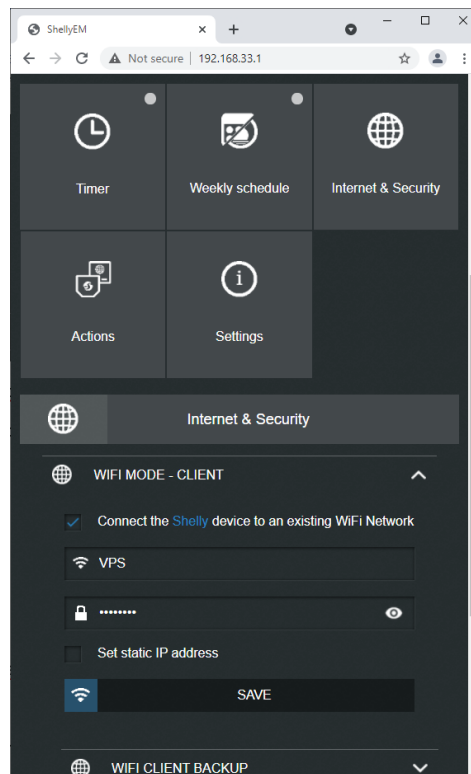 ShellyEM
Not secure | 192.168.33.1
Timer
Weekly schedule
Internet & Security
Actions
Settings
Internet & Security
WIFI MODE - CLIENT
Connect the Shelly device to an existing WiFi Network
VPS
••••••••
Set static IP address
SAVE
WIFI CLIENT BACKUP